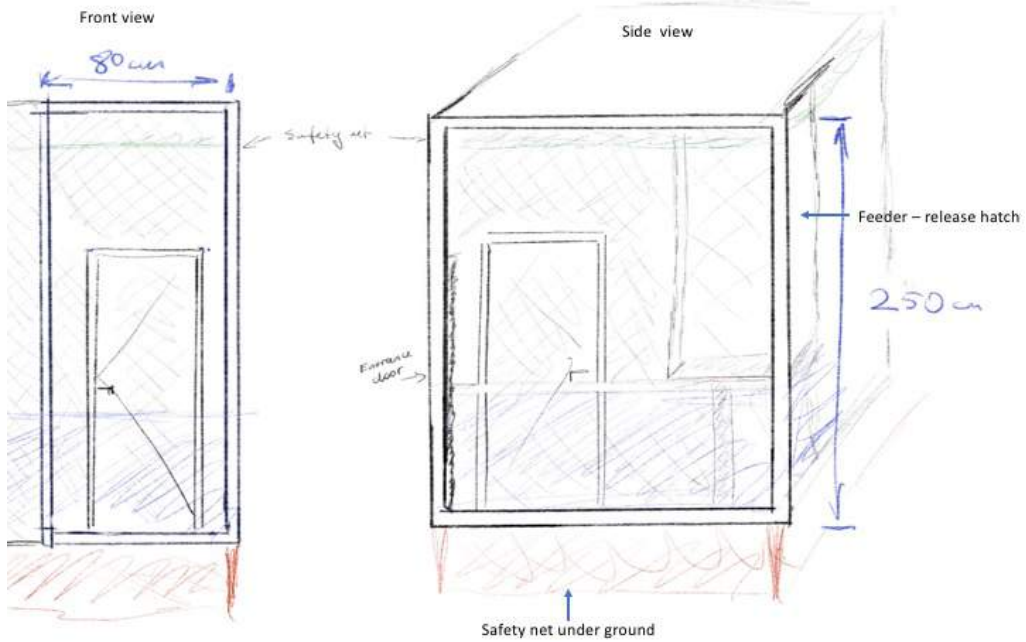 Front view
Side view
80 cm
Safety net
Feeder – release hatch
250 cm
Entrance
door
Safety net under ground